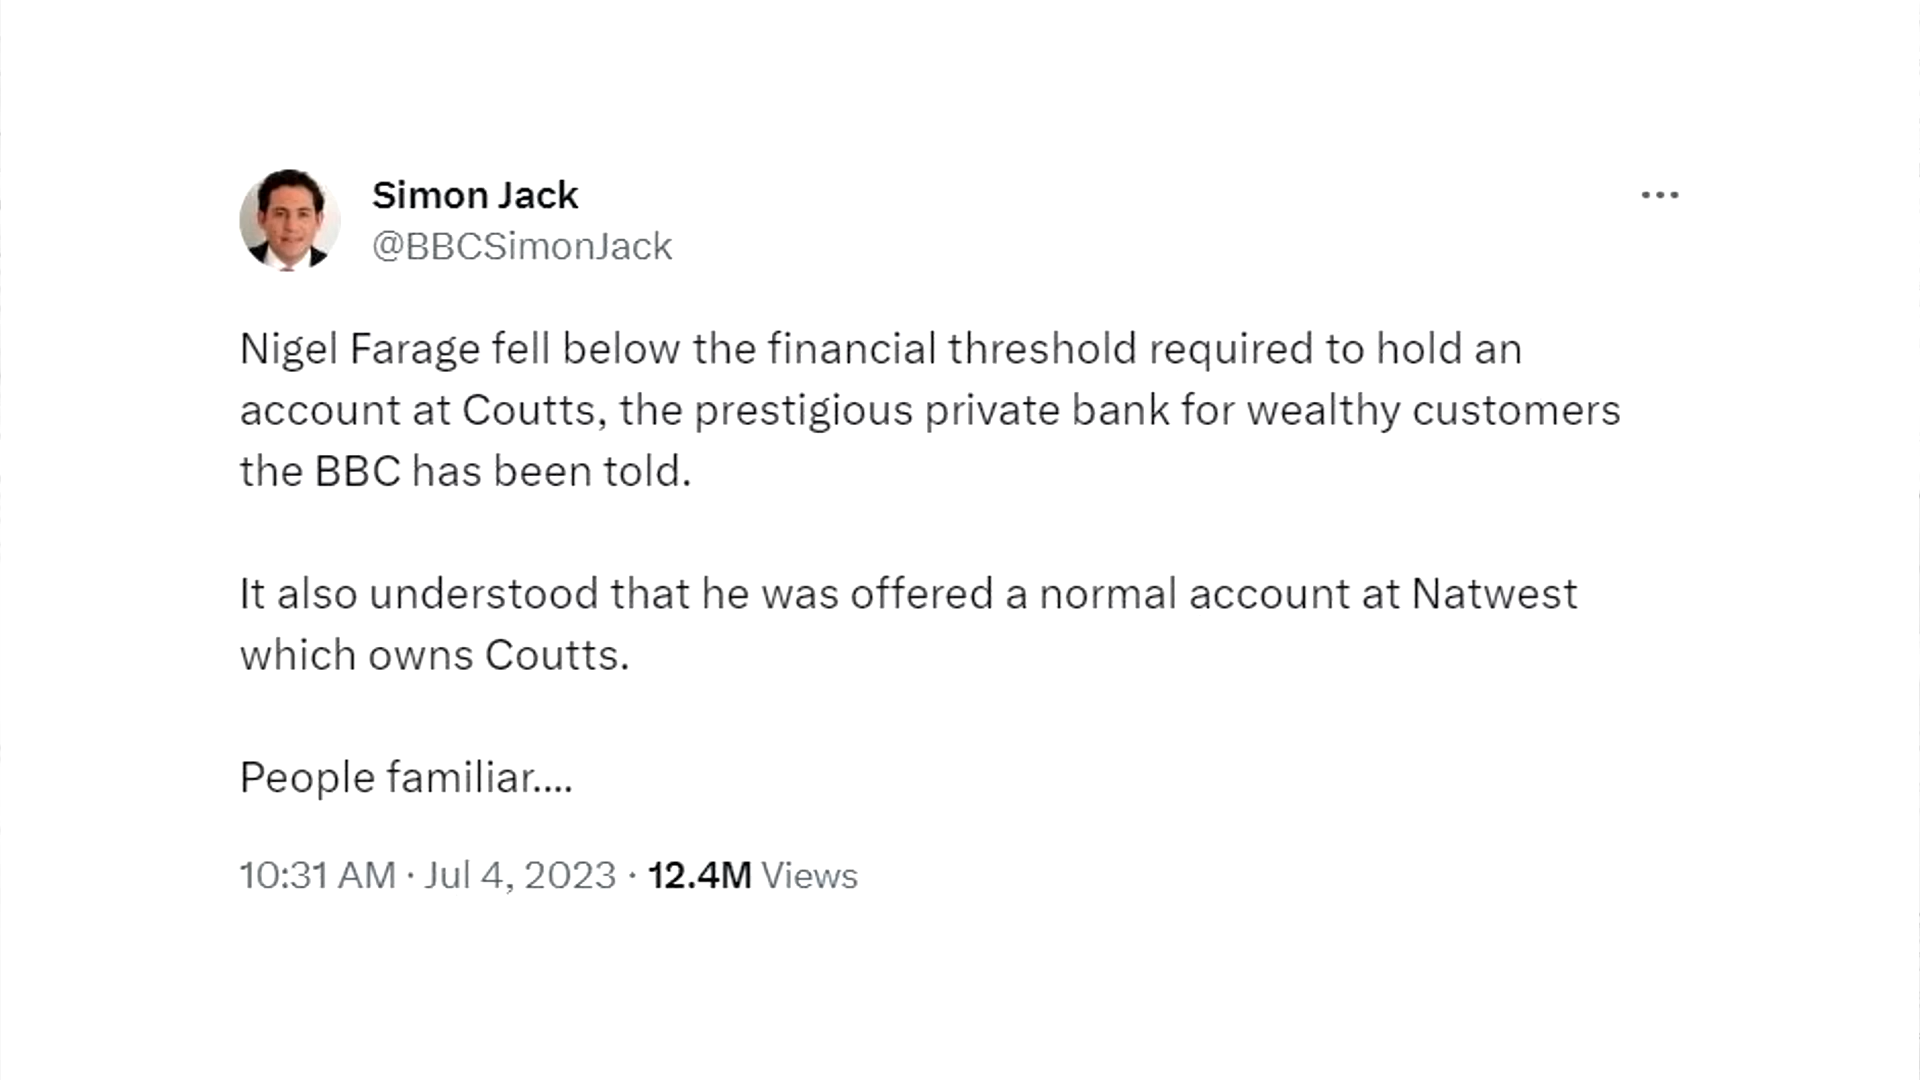 Simon Jack
@BBCSimonJack
Nigel Farage fell below the financial threshold required to hold an
account at Coutts, the prestigious private bank for wealthy customers
the BBC has been told.
It also understood that he was offered a normal account at Natwest
which owns Coutts.
People familiar....
10:31 AM · Jul 4, 2023 · 12.4M Views